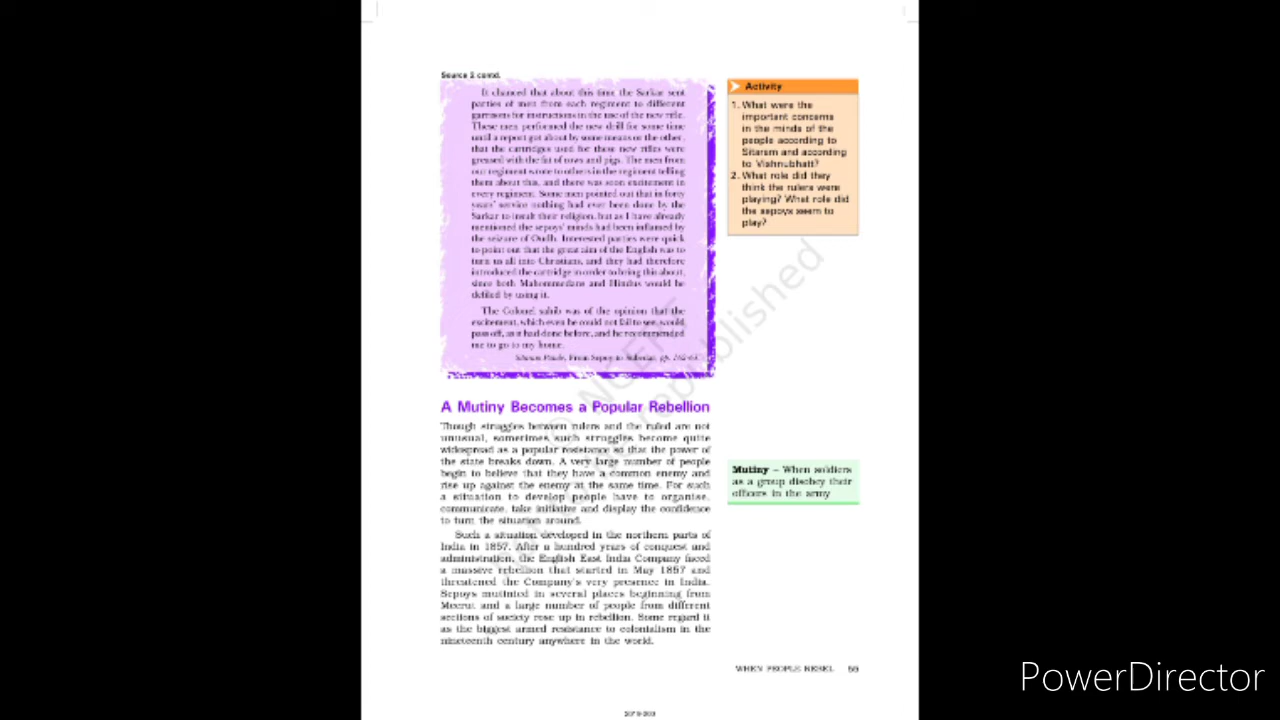 Source 2 contd.
It chanced that about this time the Sarkar sent
parties of men from each regiment to different
garrisons for instructions in the use of the new rifle.
These men performed the new drill for some time
until a report got about by some means or the other,
that the cartridges used for these new rifles were
greased with the fat of cows and pigs. The men from
our regiment wrote to others in the regiment telling
them about this, and there was soon excitement in
every regiment. Some men pointed out that in forty
years' service nothing had ever been done by the
Sarkar to insult their religion, but as I have already
mentioned the sepoys' minds had been inflamed by
the seizure of Oudh. Interested parties were quick
to point out that the great aim of the English was to
turn us all into Christians, and they had therefore
introduced the cartridge in order to bring this about,
since both Mahommedans and Hindus would be
defiled by using it.
The Colonel sahib was of the opinion that the
excitement, which even he could not fail to see, would
pass off, as it had done before, and he recommended
me to go to my home.
Sitaram Pande, From Sepoy to Subedar, pp. 162-63.
Activity
1. What were the
important concerns
in the minds of the
people according to
Sitaram and according
to Vishnubhatt?
2. What role did they
think the rulers were
playing? What role did
the sepoys seem to
play?
A Mutiny Becomes a Popular Rebellion
Though struggles between rulers and the ruled are not
unusual, sometimes such struggles become quite
widespread as a popular resistance so that the power of
the state breaks down. A very large number of people
begin to believe that they have a common enemy and
rise up against the enemy at the same time. For such
a situation to develop people have to organise,
communicate, take initiative and display the confidence
to turn the situation around.
Such a situation developed in the northern parts of
India in 1857. After a hundred years of conquest and
administration, the English East India Company faced
a massive rebellion that started in May 1857 and
threatened the Company's very presence in India.
Sepoys mutinied in several places beginning from
Meerut and a large number of people from different
sections of society rose up in rebellion. Some regard it
as the biggest armed resistance to colonialism in the
nineteenth century anywhere in the world.
Mutiny – When soldiers
as a group disobey their
officers in the army
WHEN PEOPLE REBEL 55
PowerDirector